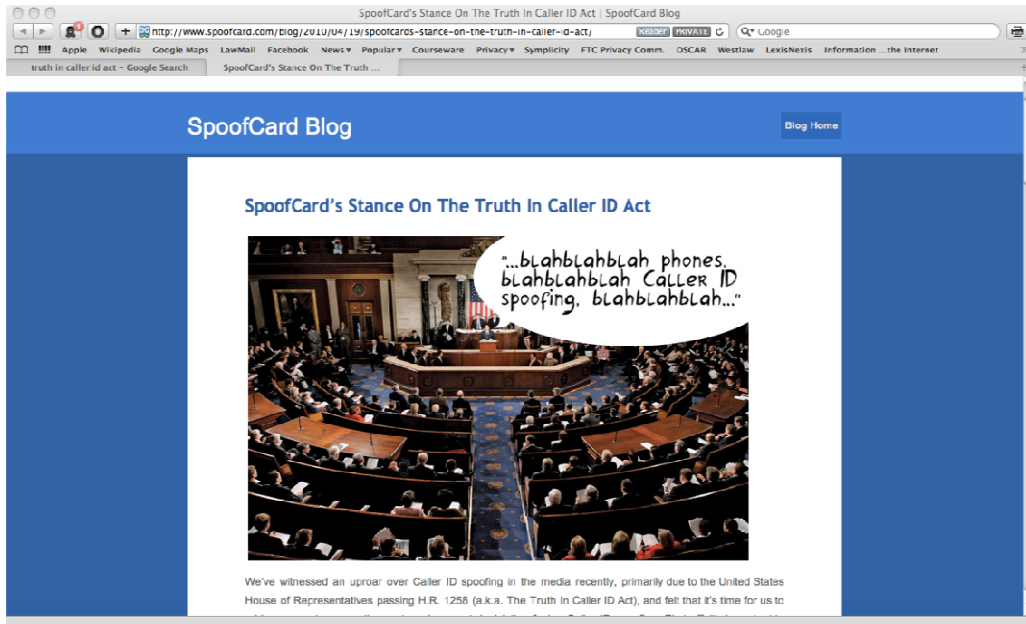 SpoofCard's Stance On The Truth In Caller ID Act | SpoofCard Blog
http://www.spoofcard.com/blog/2010/04/19/spoofcards-stance-on-the-truth-in-caller-id-act/ Reader PRIVATE Google
Apple Wikipedia Google Maps LawMail Facebook News Popular Courseware Privacy Symplicity FTC Privacy Comm. OSCAR Westlaw LexisNexis Information ...the Internet
truth in caller id act - Google Search SpoofCard's Stance On The Truth ...
SpoofCard Blog
Blog Home
SpoofCard's Stance On The Truth In Caller ID Act
"...blahblahblah phones,
blahblahblah Caller ID
spoofing, blahblahblah..."
We've witnessed an uproar over Caller ID spoofing in the media recently, primarily due to the United States
House of Representatives passing H.R. 1258 (a.k.a. The Truth In Caller ID Act), and felt that it's time for us to